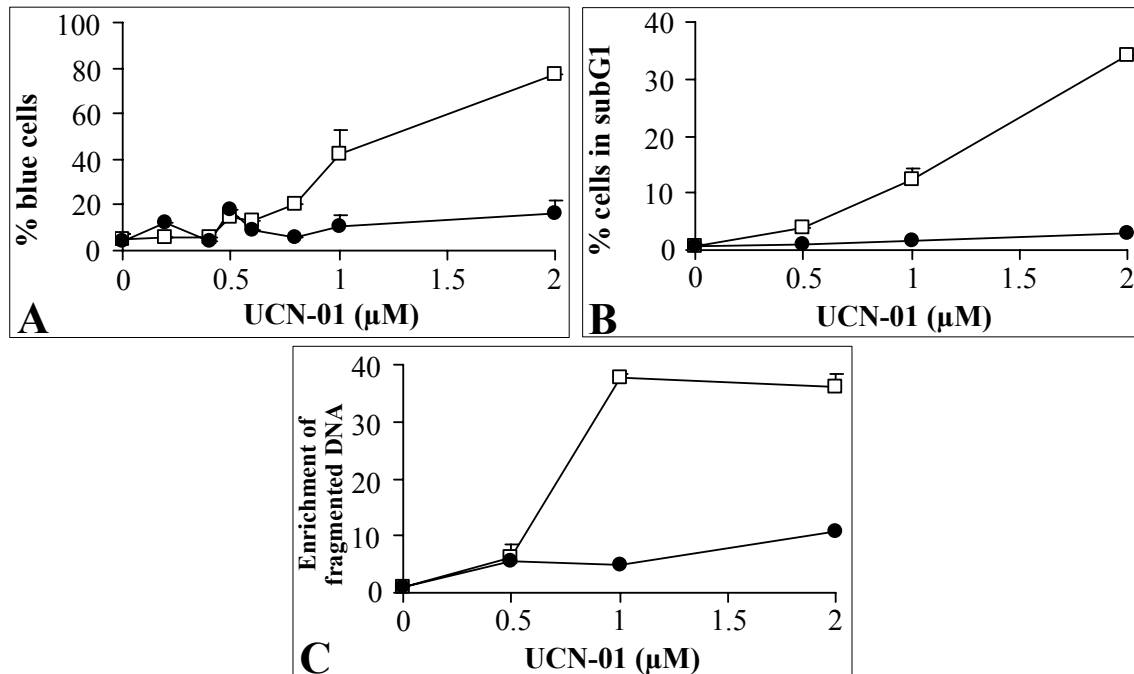 100
80
60
40
20
0
% blue cells
0 0.5 1 1.5 2
UCN-01 (µM)
A
40
30
20
10
0
% cells in subG1
0 0.5 1 1.5 2
UCN-01 (µM)
B
40
30
20
10
0
Enrichment of
fragmented DNA
0 0.5 1 1.5 2
UCN-01 (µM)
C